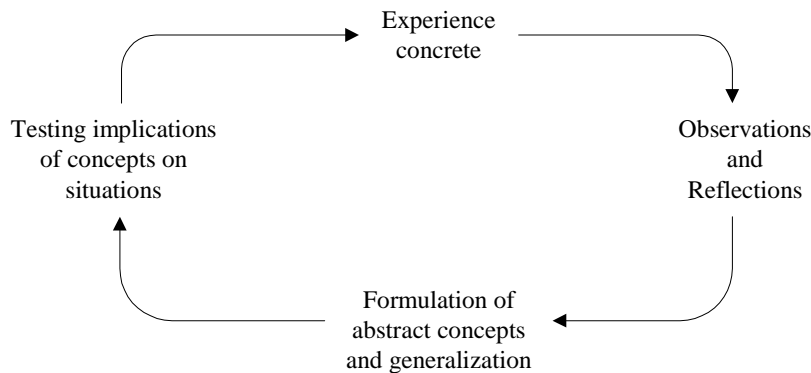 Experience
concrete
Testing implications
of concepts on
situations
Observations
and
Reflections
Formulation of
abstract concepts
and generalization